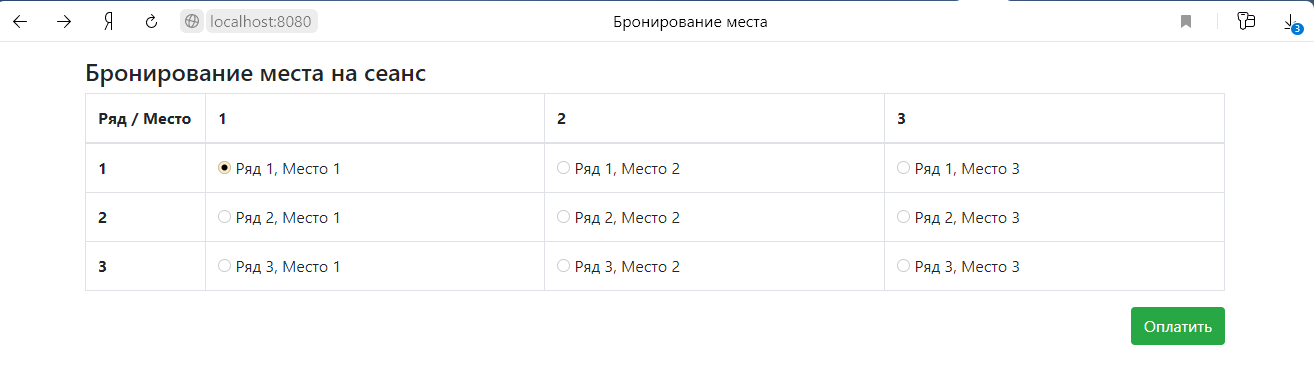 Я localhost:8080 Бронирование места 3
Бронирование места на сеанс
Ряд / Место 1 2 3
1 Ряд 1, Место 1 Ряд 1, Место 2 Ряд 1, Место 3
2 Ряд 2, Место 1 Ряд 2, Место 2 Ряд 2, Место 3
3 Ряд 3, Место 1 Ряд 3, Место 2 Ряд 3, Место 3
Оплатить